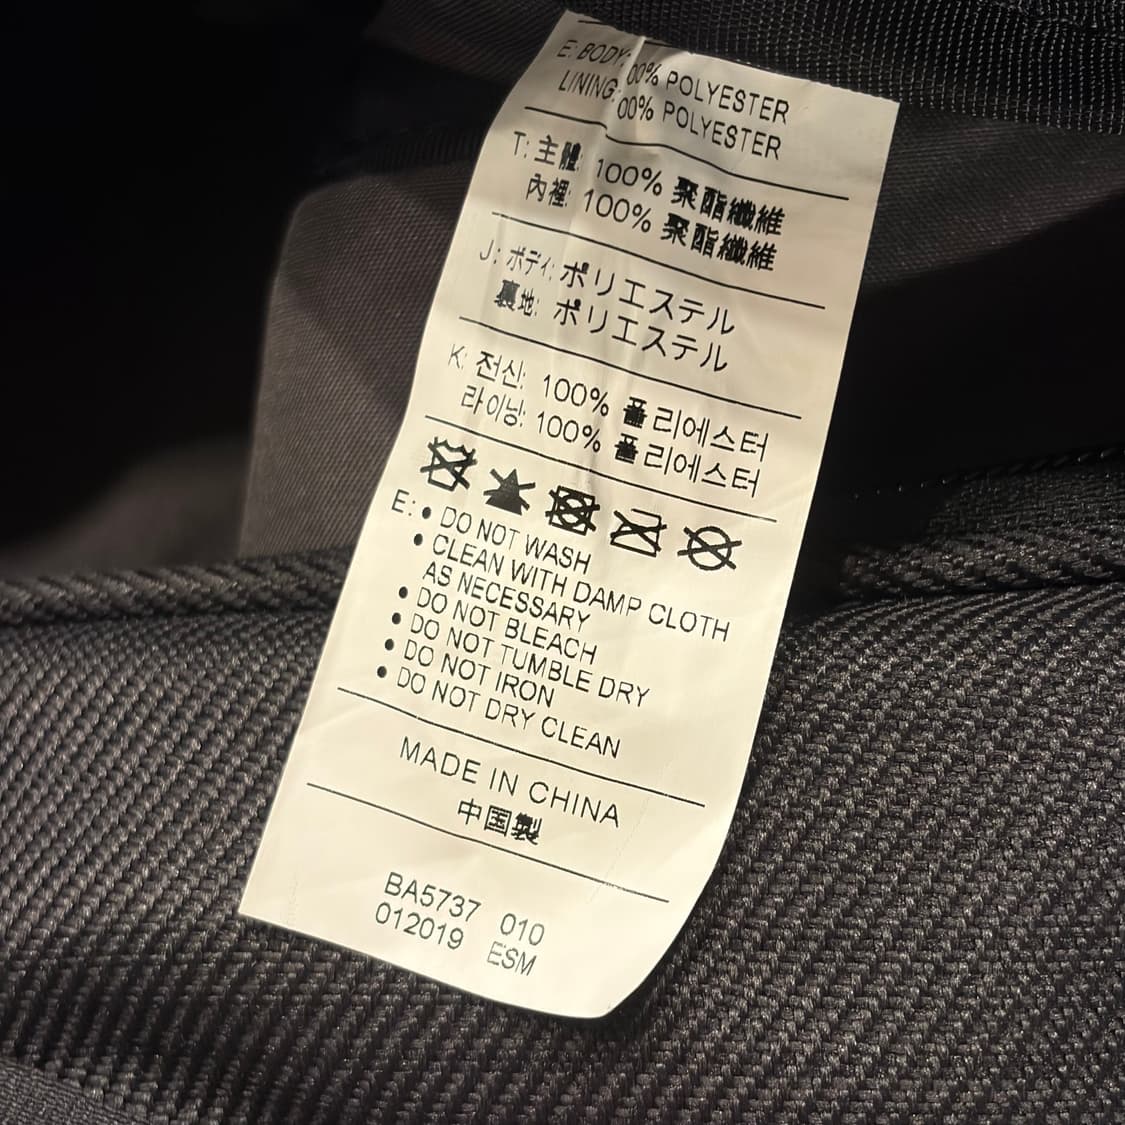 E: BODY: 00% POLYESTER
LINING: 00% POLYESTER
T: 主體: 100% 聚酯纖維
內裡: 100% 聚酯纖維
J: ボディ: ポリエステル
裏地: ポリエステル
K: 전신: 100% 폴리에스터
라이닝: 100% 폴리에스터
E: • DO NOT WASH
• CLEAN WITH DAMP CLOTH
AS NECESSARY
• DO NOT BLEACH
• DO NOT TUMBLE DRY
• DO NOT IRON
• DO NOT DRY CLEAN
MADE IN CHINA
中国製
BA5737 010
012019 ESM